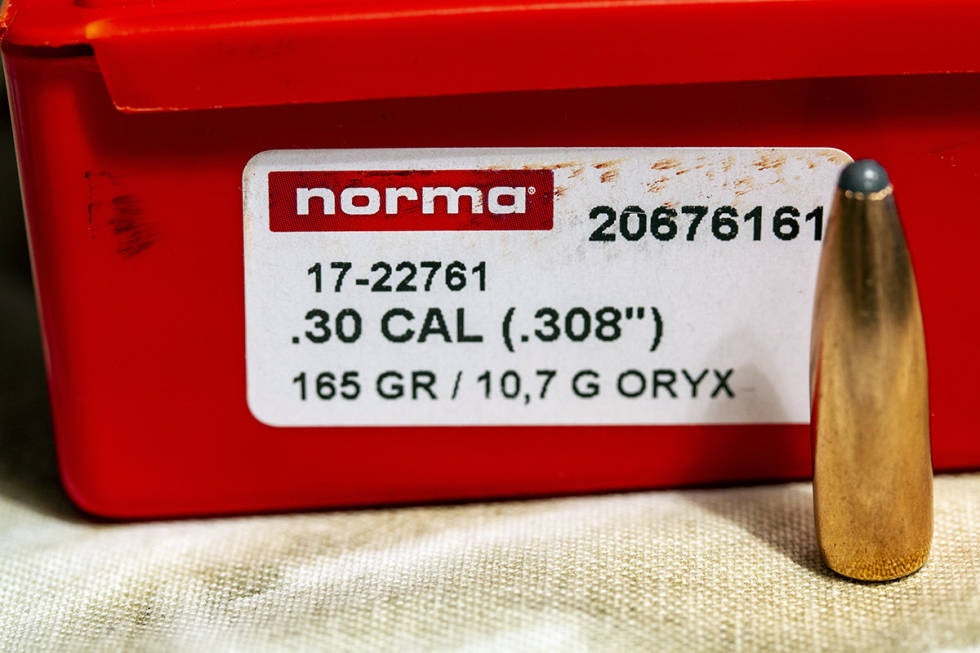 norma®
20676161
17-22761
.30 CAL (.308")
165 GR / 10,7 G ORYX